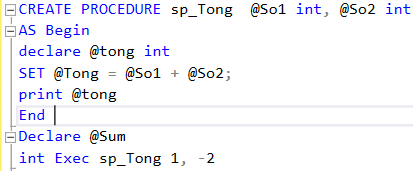 CREATE PROCEDURE sp_Tong  @So1 int, @So2 int
AS Begin
declare @tong int
SET @Tong = @So1 + @So2;
print @tong
End
Declare @Sum
int Exec sp_Tong 1, -2